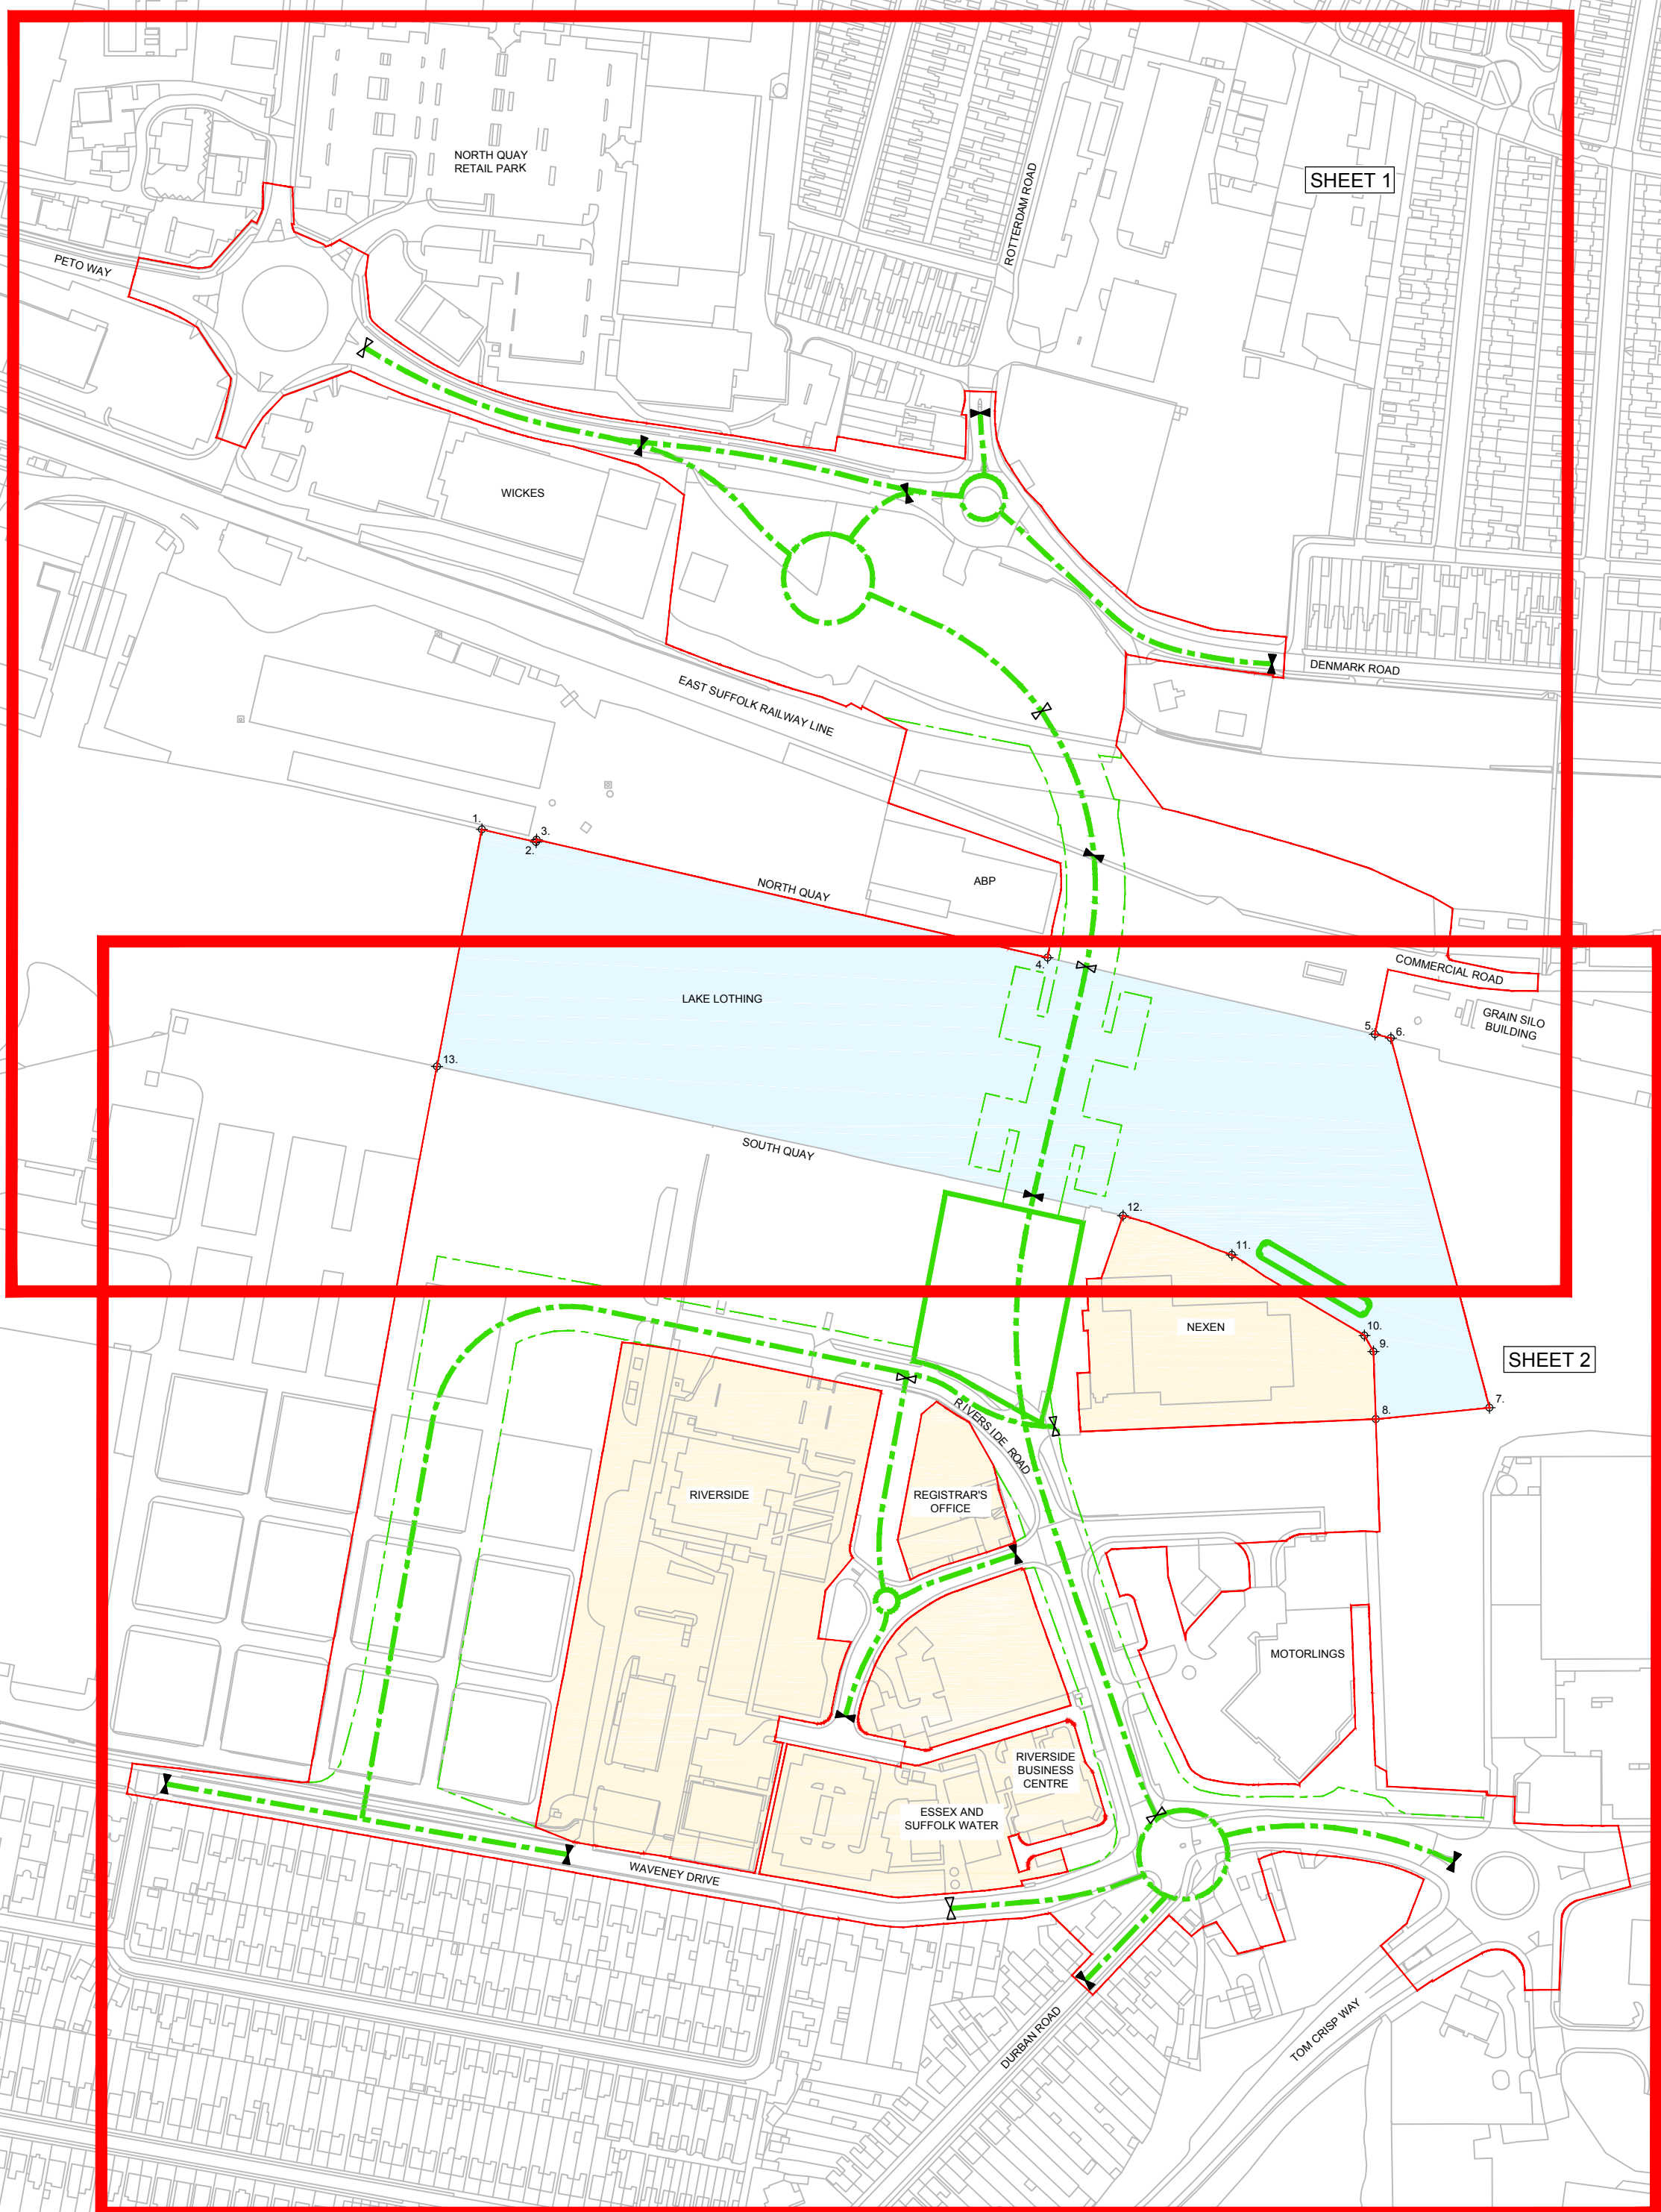 NORTH QUAY
RETAIL PARK
SHEET 1
ROTTERDAM ROAD
PETO WAY
WICKES
DENMARK ROAD
EAST SUFFOLK RAILWAY LINE
1.
3.
2.
NORTH QUAY
ABP
4.
COMMERCIAL ROAD
LAKE LOTHING
GRAIN SILO
BUILDING
5.
6.
13.
SOUTH QUAY
12.
11.
NEXEN
10.
9.
SHEET 2
7.
8.
RIVERSIDE ROAD
RIVERSIDE
REGISTRAR'S
OFFICE
MOTORLINGS
RIVERSIDE
BUSINESS
CENTRE
ESSEX AND
SUFFOLK WATER
WAVENEY DRIVE
DURBAN ROAD
TOM CRISP WAY